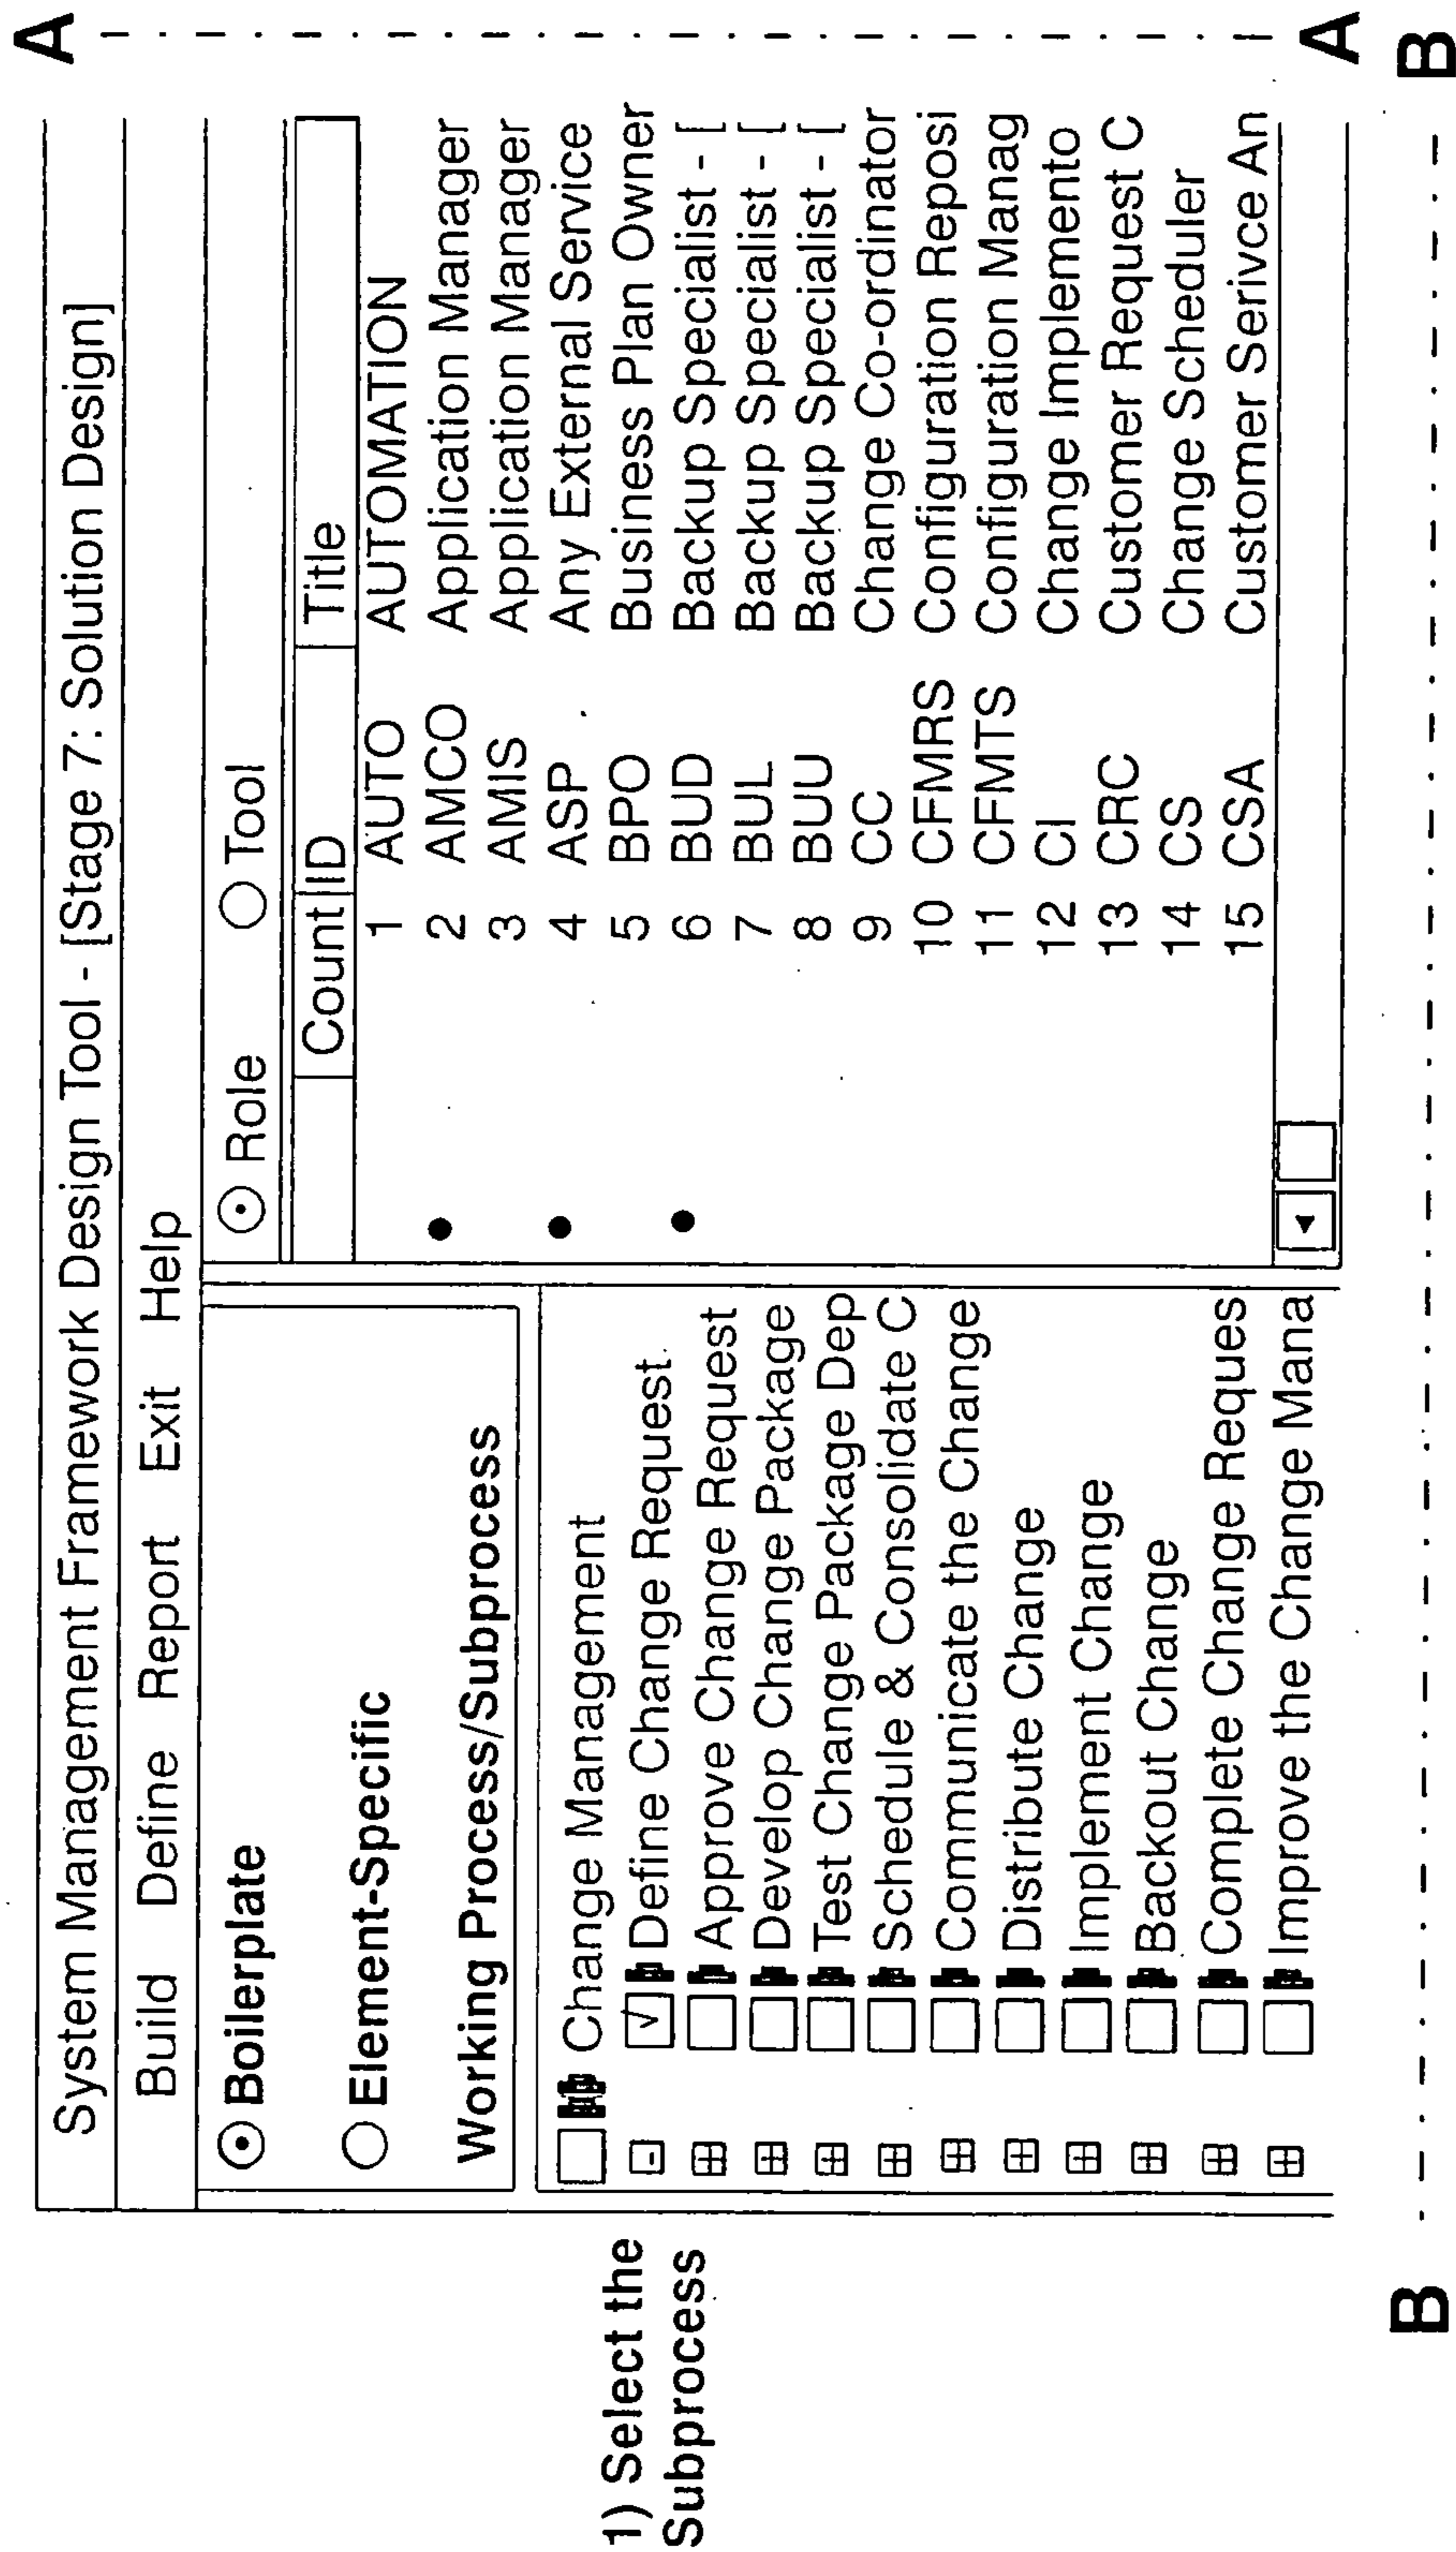 A
System Management Framework Design Tool - [Stage 7: Solution Design]
Build Define Report Exit Help
Boilerplate
Element-Specific
Working Process/Subprocess
1) Select the
Subprocess
Change Management
Define Change Request
Approve Change Request
Develop Change Package
Test Change Package Dep
Schedule & Consolidate C
Communicate the Change
Distribute Change
Implement Change
Backout Change
Complete Change Reques
Improve the Change Mana
Role Tool
Count ID Title
1 AUTO AUTOMATION
2 AMCO Application Manager
3 AMIS Application Manager
4 ASP Any External Service
5 BPO Business Plan Owner
6 BUD Backup Specialist - [
7 BUL Backup Specialist - [
8 BUU Backup Specialist - [
9 CC Change Co-ordinator
10 CFMRS Configuration Reposi
11 CFMTS Configuration Manag
12 CI Change Implemento
13 CRC Customer Request C
14 CS Change Scheduler
15 CSA Customer Serivce An
A
B B